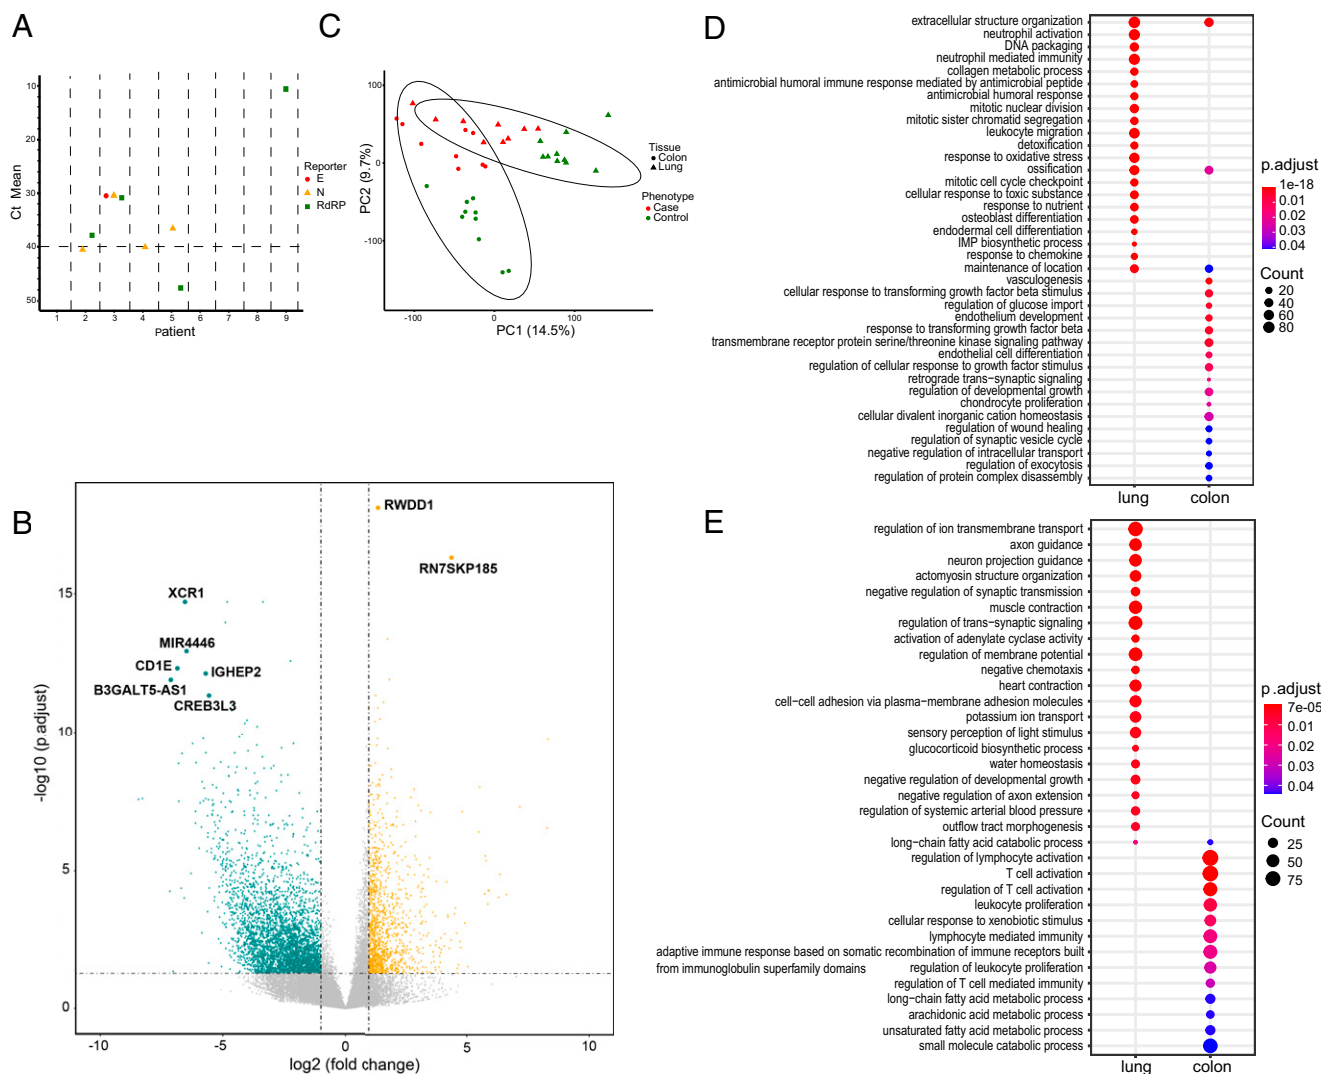 A
Ct Mean
10
20
30
40
50
1 2 3 4 5 6 7 8 9
Patient
Reporter
E
N
RdRP
C
PC2 (9.7%)
100
0
-100
-100 0 100
PC1 (14.5%)
Tissue
Colon
Lung
Phenotype
Case
Control
B
-log10 (p.adjust)
15
10
5
0
-10 -5 0 5 10
log2 (fold change)
RWDD1
RN7SKP185
XCR1
MIR4446
CD1E
IGHEP2
B3GALT5-AS1
CREB3L3
D
extracellular structure organization
neutrophil activation
DNA packaging
neutrophil mediated immunity
collagen metabolic process
antimicrobial humoral immune response mediated by antimicrobial peptide
antimicrobial humoral response
mitotic nuclear division
mitotic sister chromatid segregation
leukocyte migration
detoxification
response to oxidative stress
ossification
mitotic cell cycle checkpoint
cellular response to toxic substance
response to nutrient
osteoblast differentiation
endodermal cell differentiation
IMP biosynthetic process
response to chemokine
maintenance of location
vasculogenesis
cellular response to transforming growth factor beta stimulus
regulation of glucose import
endothelium development
response to transforming growth factor beta
transmembrane receptor protein serine/threonine kinase signaling pathway
endothelial cell differentiation
regulation of cellular response to growth factor stimulus
retrograde trans−synaptic signaling
regulation of developmental growth
chondrocyte proliferation
cellular divalent inorganic cation homeostasis
regulation of wound healing
regulation of synaptic vesicle cycle
negative regulation of intracellular transport
regulation of exocytosis
regulation of protein complex disassembly
lung colon
p.adjust
1e-18
0.01
0.02
0.03
0.04
Count
20
40
60
80
E
regulation of ion transmembrane transport
axon guidance
neuron projection guidance
actomyosin structure organization
negative regulation of synaptic transmission
muscle contraction
regulation of trans−synaptic signaling
activation of adenylate cyclase activity
regulation of membrane potential
negative chemotaxis
heart contraction
cell−cell adhesion via plasma−membrane adhesion molecules
potassium ion transport
sensory perception of light stimulus
glucocorticoid biosynthetic process
water homeostasis
negative regulation of developmental growth
negative regulation of axon extension
regulation of systemic arterial blood pressure
outflow tract morphogenesis
long−chain fatty acid catabolic process
regulation of lymphocyte activation
T cell activation
regulation of T cell activation
leukocyte proliferation
cellular response to xenobiotic stimulus
lymphocyte mediated immunity
adaptive immune response based on somatic recombination of immune receptors built
from immunoglobulin superfamily domains
regulation of leukocyte proliferation
regulation of T cell mediated immunity
long−chain fatty acid metabolic process
arachidonic acid metabolic process
unsaturated fatty acid metabolic process
small molecule catabolic process
lung colon
p.adjust
7e-05
0.01
0.02
0.03
0.04
Count
25
50
75